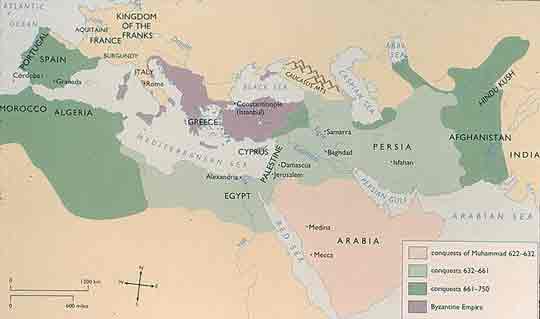 ATLANTIC
OCEAN
KINGDOM
OF THE
FRANKS
AQUITAINE
FRANCE
BURGUNDY
PORTUGAL
SPAIN
Córdoba
Granada
ITALY
Rome
BLACK SEA
CAUCASUS MTS
CASPIAN SEA
ARAL
SEA
HINDU KUSH
Constantinople
(Istanbul)
GREECE
MOROCCO
ALGERIA
MEDITERRANEAN SEA
CYPRUS
PALESTINE
Damascus
Jerusalem
Alexandria
EGYPT
Samarra
Baghdad
PERSIA
Isfahan
AFGHANISTAN
INDIA
PERSIAN GULF
ARABIAN SEA
RED SEA
Medina
ARABIA
Mecca
0
1200 km
0
600 miles
N
conquests of Muhammad 622-632
conquests 632-661
conquests 661-750
Byzantine Empire